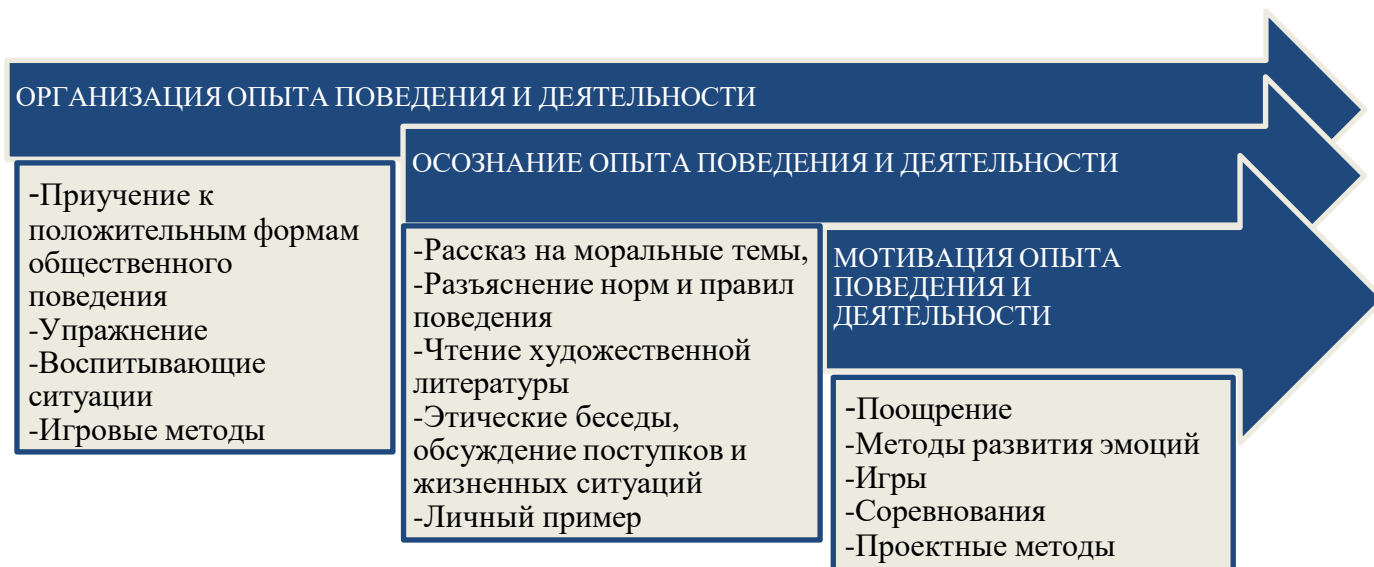 ОРГАНИЗАЦИЯ ОПЫТА ПОВЕДЕНИЯ И ДЕЯТЕЛЬНОСТИ
-Приучение к
положительным формам
общественного
поведения
-Упражнение
-Воспитывающие
ситуации
-Игровые методы
ОСОЗНАНИЕ ОПЫТА ПОВЕДЕНИЯ И ДЕЯТЕЛЬНОСТИ
-Рассказ на моральные темы,
-Разъяснение норм и правил
поведения
-Чтение художественной
литературы
-Этические беседы,
обсуждение поступков и
жизненных ситуаций
-Личный пример
МОТИВАЦИЯ ОПЫТА
ПОВЕДЕНИЯ И
ДЕЯТЕЛЬНОСТИ
-Поощрение
-Методы развития эмоций
-Игры
-Соревнования
-Проектные методы